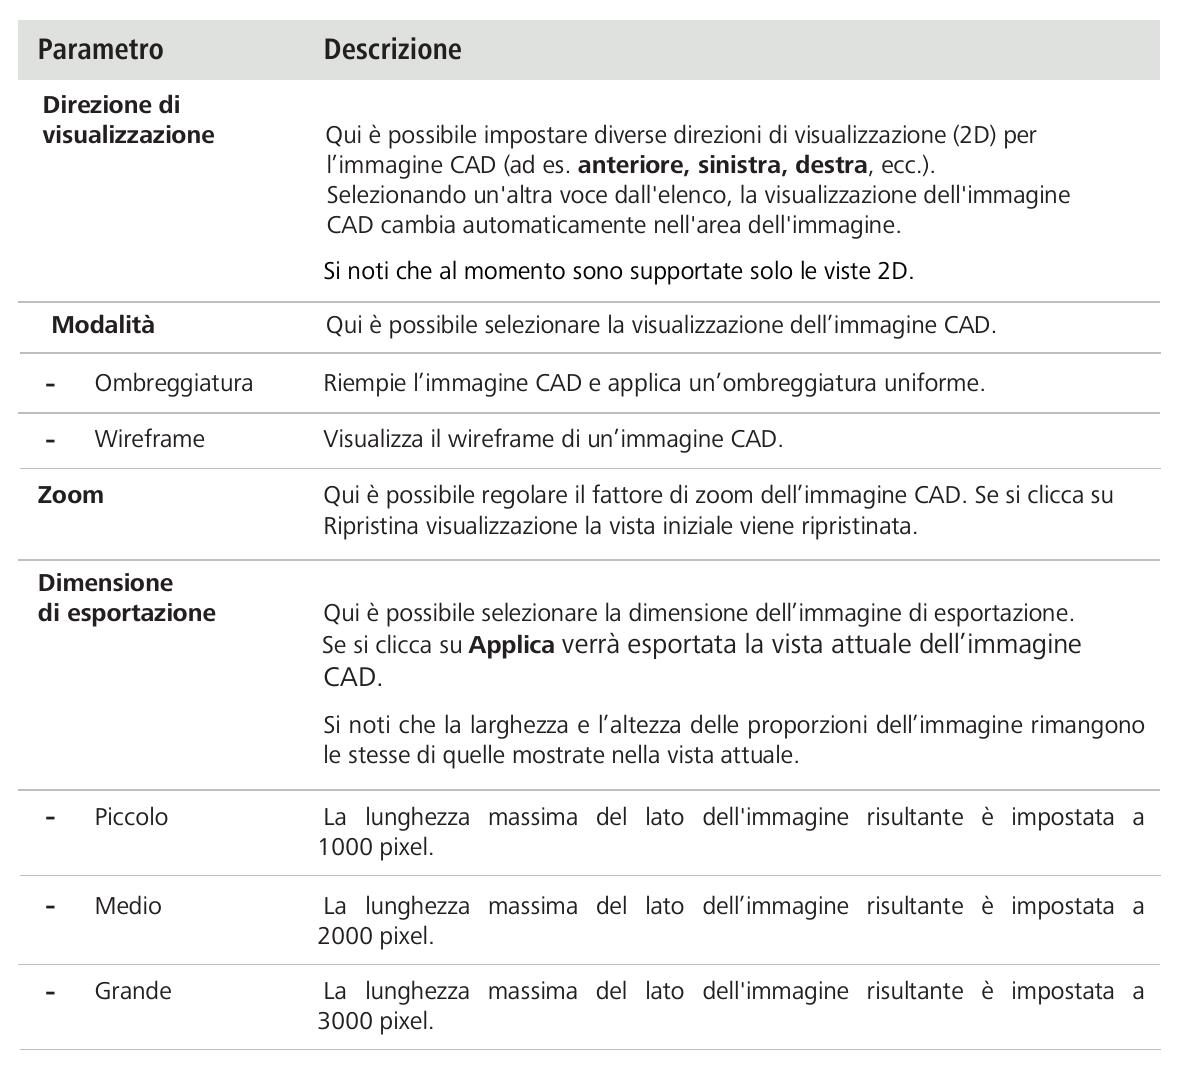 Parametro Descrizione
Direzione di
visualizzazione Qui è possibile impostare diverse direzioni di visualizzazione (2D) per
l’immagine CAD (ad es. anteriore, sinistra, destra, ecc.).
Selezionando un'altra voce dall'elenco, la visualizzazione dell'immagine
CAD cambia automaticamente nell'area dell'immagine.
Si noti che al momento sono supportate solo le viste 2D.
Modalità Qui è possibile selezionare la visualizzazione dell’immagine CAD.
- Ombreggiatura Riempie l’immagine CAD e applica un’ombreggiatura uniforme.
- Wireframe Visualizza il wireframe di un’immagine CAD.
Zoom Qui è possibile regolare il fattore di zoom dell’immagine CAD. Se si clicca su
Ripristina visualizzazione la vista iniziale viene ripristinata.
Dimensione
di esportazione Qui è possibile selezionare la dimensione dell’immagine di esportazione.
Se si clicca su Applica verrà esportata la vista attuale dell’immagine
CAD.
Si noti che la larghezza e l’altezza delle proporzioni dell’immagine rimangono
le stesse di quelle mostrate nella vista attuale.
- Piccolo La lunghezza massima del lato dell'immagine risultante è impostata a
1000 pixel.
- Medio La lunghezza massima del lato dell’immagine risultante è impostata a
2000 pixel.
- Grande La lunghezza massima del lato dell'immagine risultante è impostata a
3000 pixel.